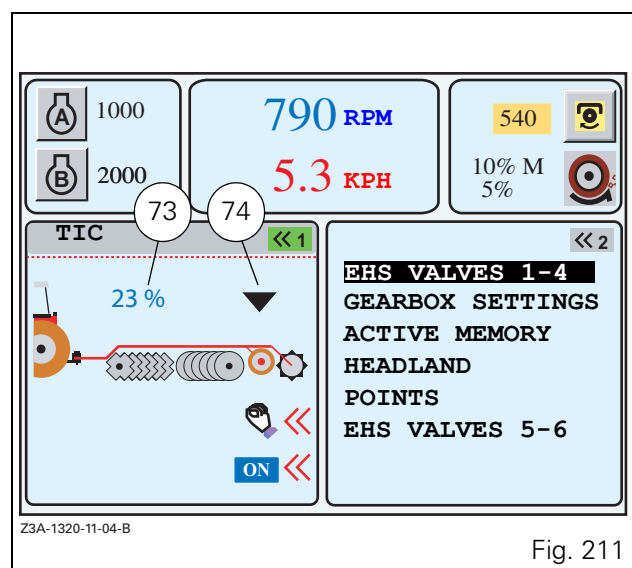 A 1000
B 2000
790 RPM
5.3 KPH
540
10% M
5%
73
74
TIC
<< 1
23 %
ON
<< 2
EHS VALVES 1-4
GEARBOX SETTINGS
ACTIVE MEMORY
HEADLAND
POINTS
EHS VALVES 5-6
Z3A-1320-11-04-B
Fig. 211